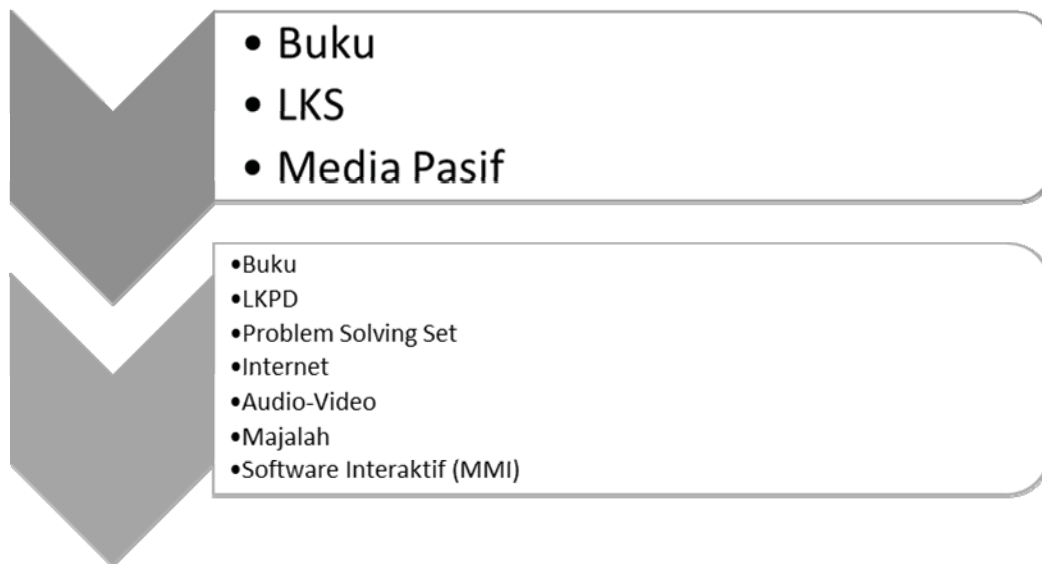 • Buku
• LKS
• Media Pasif
•Buku
•LKPD
•Problem Solving Set
•Internet
•Audio-Video
•Majalah
•Software Interaktif (MMI)